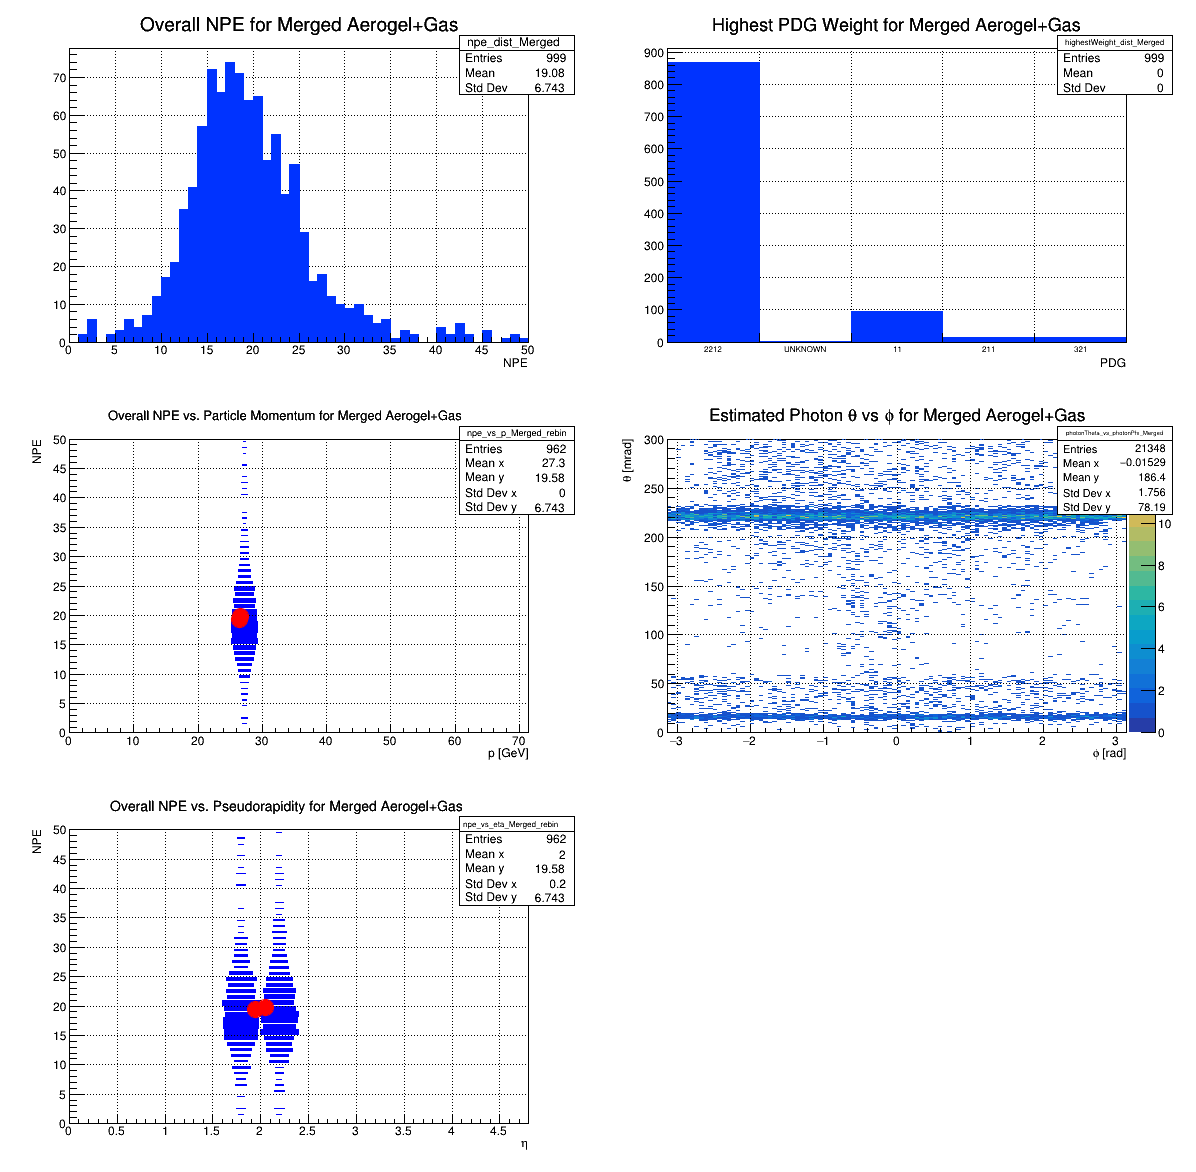 Overall NPE for Merged Aerogel+Gas
npe_dist_Merged
Entries 999
Mean 19.08
Std Dev 6.743
70
60
50
40
30
20
10
0
0 5 10 15 20 25 30 35 40 45 50
NPE
Highest PDG Weight for Merged Aerogel+Gas
highestWeight_dist_Merged
Entries 999
Mean 0
Std Dev 0
900
800
700
600
500
400
300
200
100
0
2212 UNKNOWN 11 211 321
PDG
Overall NPE vs. Particle Momentum for Merged Aerogel+Gas
npe_vs_p_Merged_rebin
Entries 962
Mean x 27.3
Mean y 19.58
Std Dev x 0
Std Dev y 6.743
NPE
50
45
40
35
30
25
20
15
10
5
0
0 10 20 30 40 50 60 70
p [GeV]
Estimated Photon θ vs ϕ for Merged Aerogel+Gas
photonTheta_vs_photonPhi_Merged
Entries 21348
Mean x −0.01529
Mean y 186.4
Std Dev x 1.756
Std Dev y 78.19
θ [mrad]
300
250
200
150
100
50
0
−3 −2 −1 0 1 2 3
ϕ [rad]
10
8
6
4
2
0
Overall NPE vs. Pseudorapidity for Merged Aerogel+Gas
npe_vs_eta_Merged_rebin
Entries 962
Mean x 2
Mean y 19.58
Std Dev x 0.2
Std Dev y 6.743
NPE
50
45
40
35
30
25
20
15
10
5
0
0 0.5 1 1.5 2 2.5 3 3.5 4 4.5
η